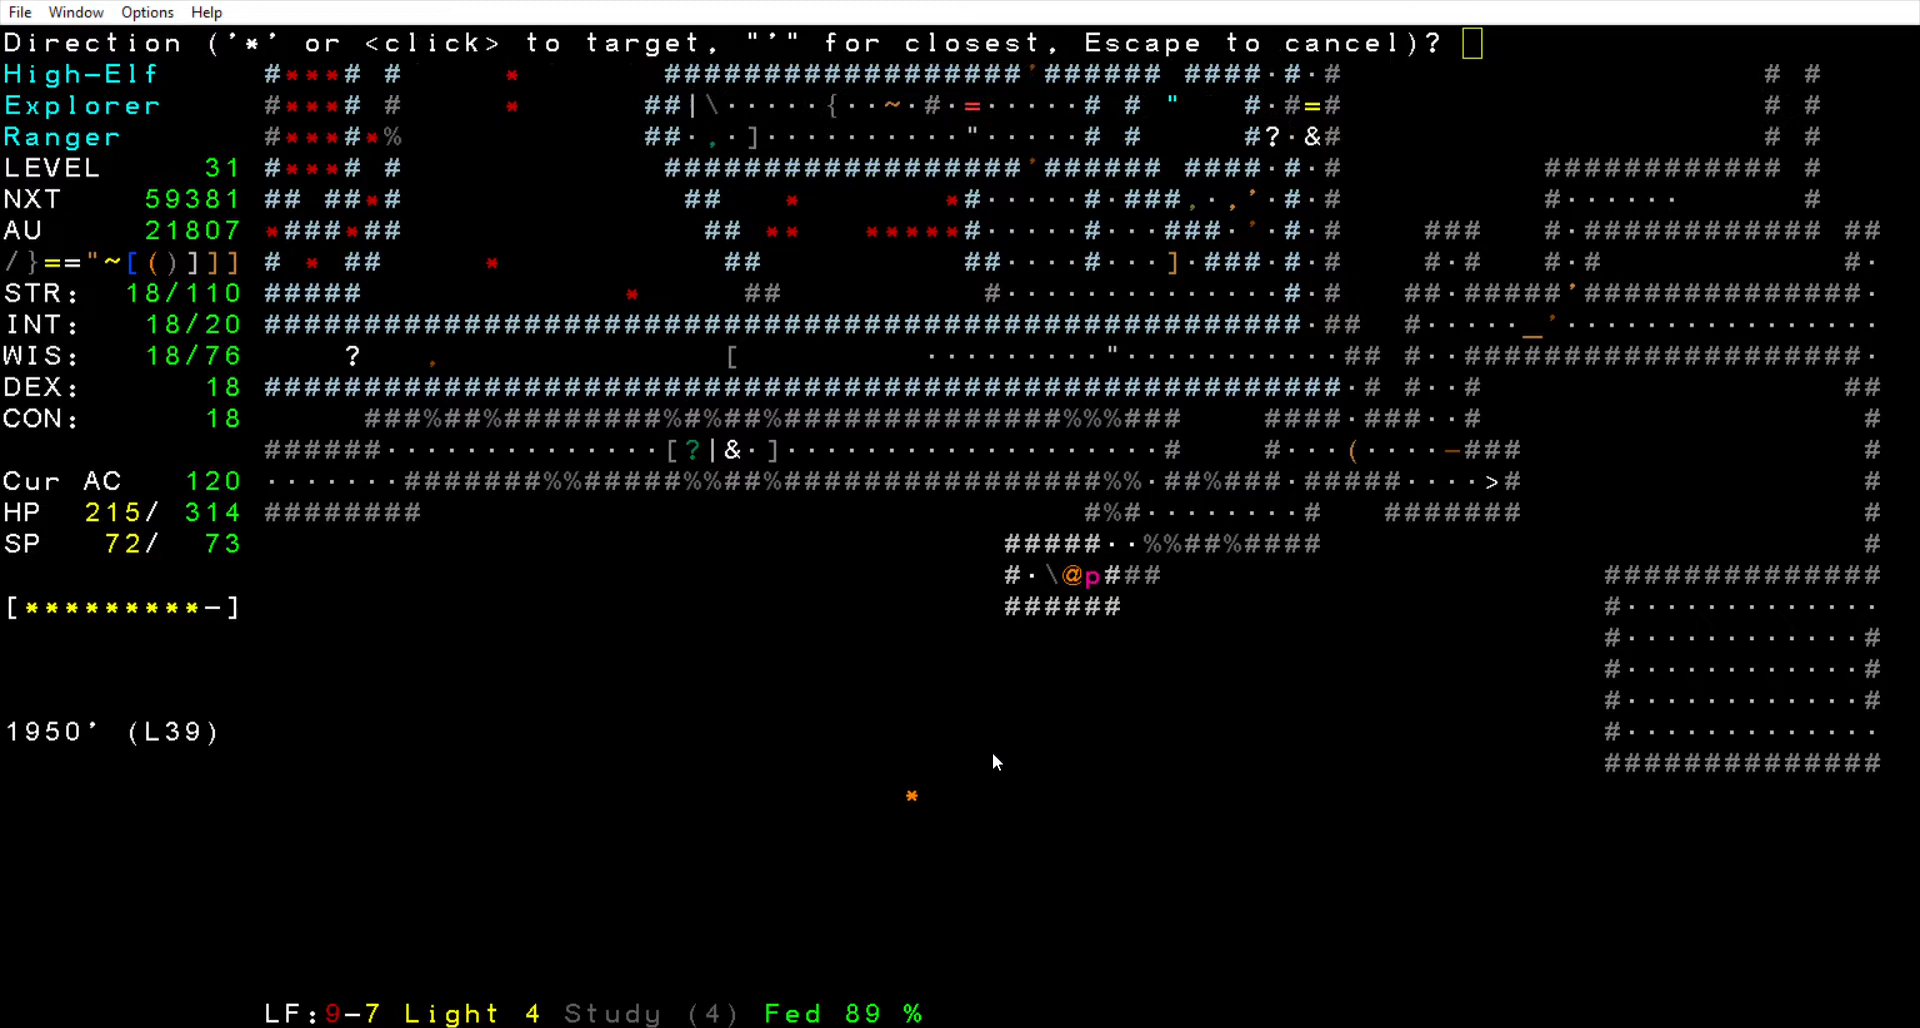 File Window Options Help
Direction ('*' or <click> to target, "'" for closest, Escape to cancel)?
High-Elf
Explorer
Ranger
LEVEL 31
NXT 59381
AU 21807
/}=="~[()]]]
STR: 18/110
INT: 18/20
WIS: 18/76
DEX: 18
CON: 18
Cur AC 120
HP 215/ 314
SP 72/ 73
[*********-]
1950' (L39)
LF:9-7 Light 4 Study (4) Fed 89 %